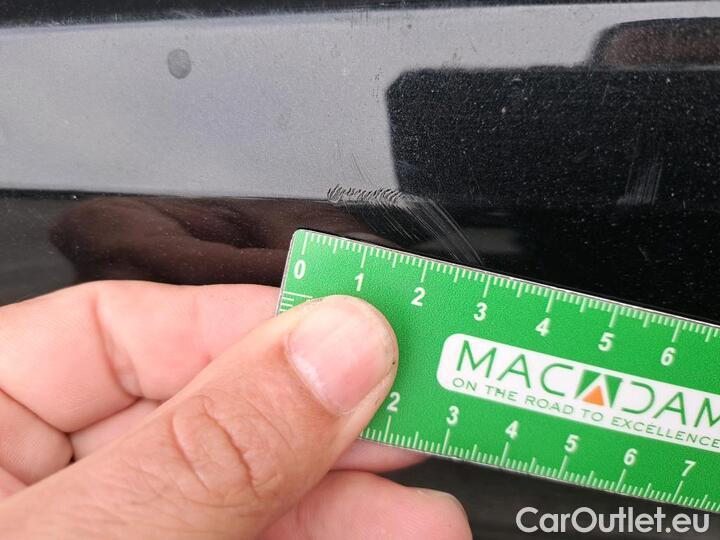 0 1 2 3 4 5 6
MACADAM
ON THE ROAD TO EXCELLENCE
2 3 4 5 6 7
CarOutlet.eu